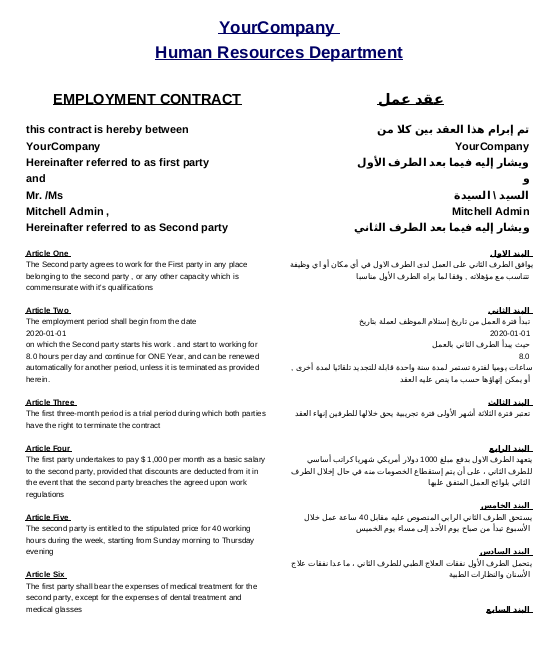 YourCompany
Human Resources Department
EMPLOYMENT CONTRACT
this contract is hereby between
YourCompany
Hereinafter referred to as first party
and
Mr. /Ms
Mitchell Admin ,
Hereinafter referred to as Second party
Article One
The Second party agrees to work for the First party in any place
belonging to the second party , or any other capacity which is
commensurate with it's qualifications
Article Two
The employment period shall begin from the date
2020-01-01
on which the Second party starts his work . and start to working for
8.0 hours per day and continue for ONE Year, and can be renewed
automatically for another period, unless it is terminated as provided
herein.
Article Three
The first three-month period is a trial period during which both parties
have the right to terminate the contract
Article Four
The first party undertakes to pay $ 1,000 per month as a basic salary
to the second party, provided that discounts are deducted from it in
the event that the second party breaches the agreed upon work
regulations
Article Five
The second party is entitled to the stipulated price for 40 working
hours during the week, starting from Sunday morning to Thursday
evening
Article Six
The first party shall bear the expenses of medical treatment for the
second party, except for the expenses of dental treatment and
medical glasses
عقد عمل
تم إبرام هذا العقد بين كلا من
YourCompany
ويشار إليه فيما بعد الطرف الأول
و
السيد \ السيدة
Mitchell Admin
ويشار إليه فيما بعد الطرف الثاني
البند الاول
يوافق الطرف الثاني على العمل لدى الطرف الاول في أي مكان أو اي وظيفة
تتناسب مع مؤهلاته , وفقا لما يراه الطرف الأول مناسبا
البند الثاني
تبدأ فترة العمل من تاريخ إستلام الموظف لعملة بتاريخ
2020-01-01
حيث يبدأ الطرف الثاني بالعمل
8.0
ساعات يوميا لفترة تستمر لمدة سنة واحدة قابلة للتجديد تلقائيا لمدة أخرى ,
أو يمكن إنهاؤها حسب ما ينص عليه العقد
البند الثالث
تعتبر فترة الثلاثة أشهر الأولى فترة تجريبية يحق خلالها للطرفين إنهاء العقد
البند الرابع
يتعهد الطرف الاول بدفع مبلغ 1000 دولار أمريكي شهريا كراتب أساسي
للطرف الثاني ، على أن يتم إستقطاع الخصومات منه في حال إخلال الطرف
الثاني بلوائح العمل المتفق عليها
البند الخامس
يستحق الطرف الثاني الراتي المنصوص عليه مقابل 40 ساعة عمل خلال
الأسبوع تبدأ من صباح يوم الأحد إلى مساء يوم الخميس
البند السادس
يتحمل الطرف الأول نفقات العلاج الطبي للطرف الثاني ، ما عدا نفقات علاج
الأسنان والنظارات الطبية
البند السابع